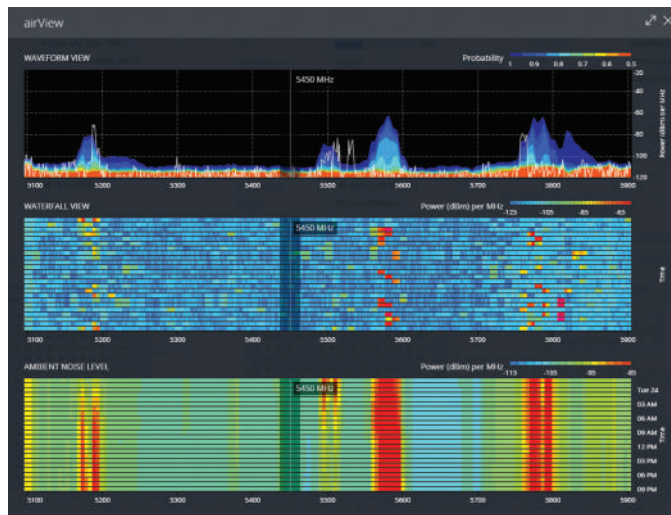 airView
WAVEFORM VIEW
Probability
1 0.9 0.8 0.7 0.6 0.5
5450 MHz
-20
-40
-60
-80
-100
-120
Power (dBm) per MHz
5100 5200 5300 5400 5500 5600 5700 5800 5900
WATERFALL VIEW
Power (dBm) per MHz
-115 -105 -95 -85
5450 MHz
Time
5100 5200 5300 5400 5500 5600 5700 5800 5900
AMBIENT NOISE LEVEL
Power (dBm) per MHz
-115 -105 -95 -85
5450 MHz
Tue 24
03 AM
06 AM
09 AM
12 PM
03 PM
06 PM
09 PM
Time
5100 5200 5300 5400 5500 5600 5700 5800 5900